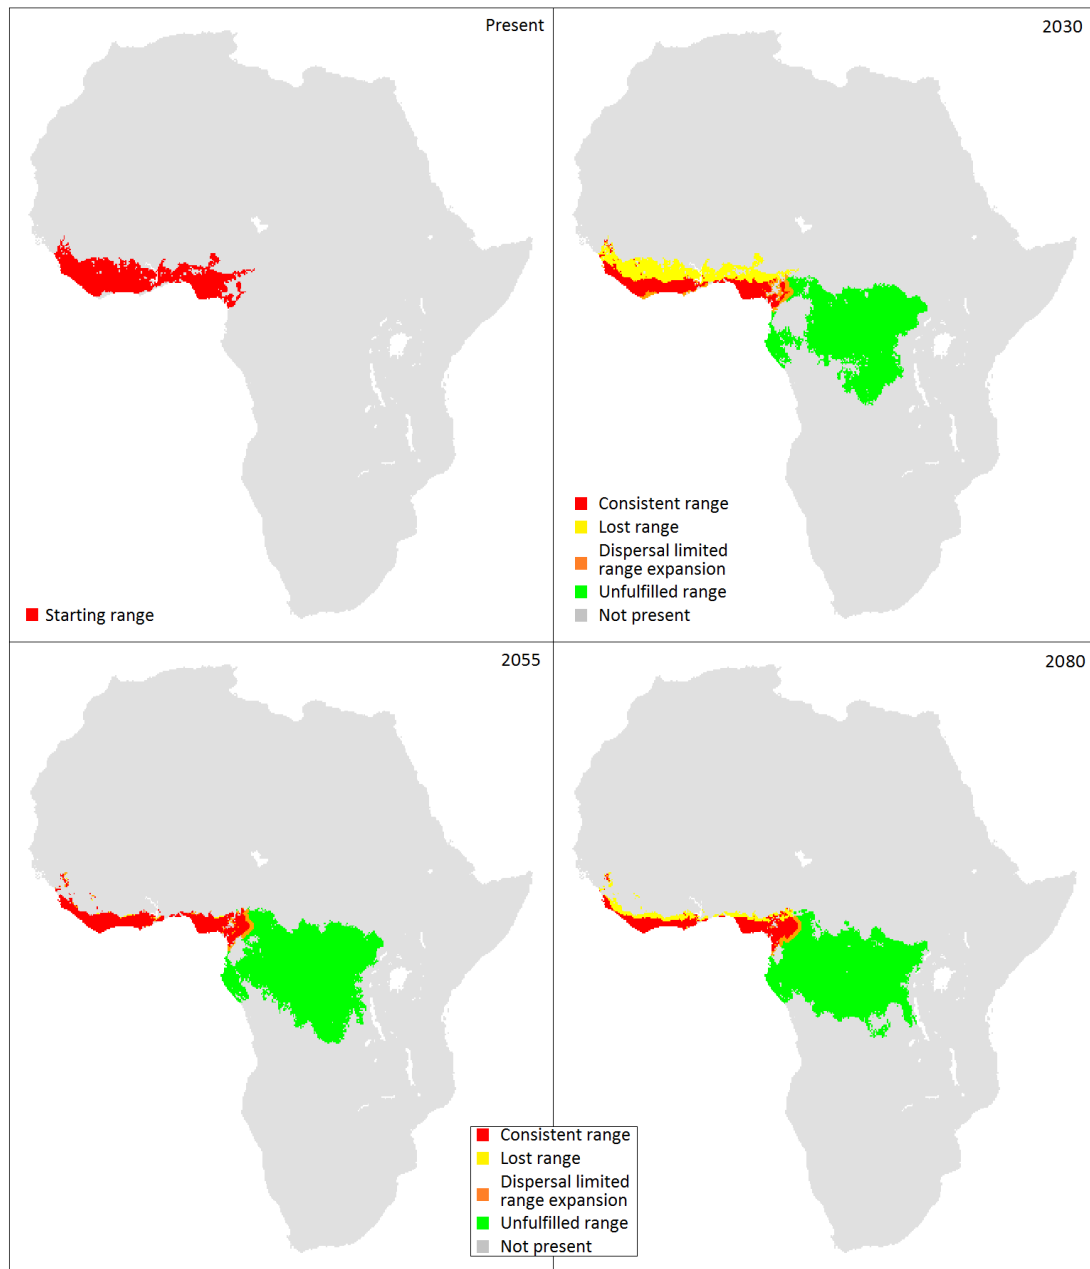 Present
Starting range
2030
Consistent range
Lost range
Dispersal limited
range expansion
Unfulfilled range
Not present
2055
2080
Consistent range
Lost range
Dispersal limited
range expansion
Unfulfilled range
Not present